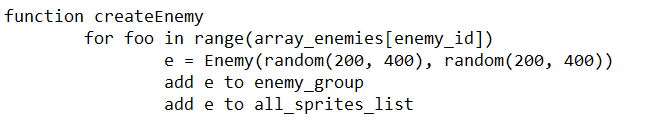 function createEnemy
for foo in range(array_enemies[enemy_id])
e = Enemy(random(200, 400), random(200, 400))
add e to enemy_group
add e to all_sprites_list